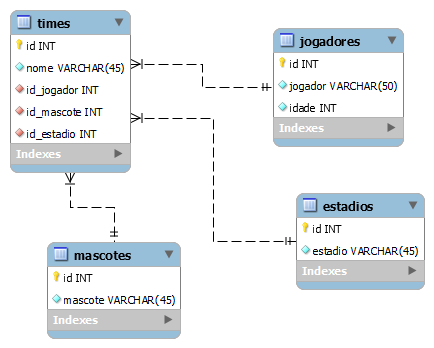 times
id INT
nome VARCHAR(45)
id_jogador INT
id_mascote INT
id_estadio INT
Indexes
jogadores
id INT
jogador VARCHAR(50)
idade INT
Indexes
estadios
id INT
estadio VARCHAR(45)
Indexes
mascotes
id INT
mascote VARCHAR(45)
Indexes